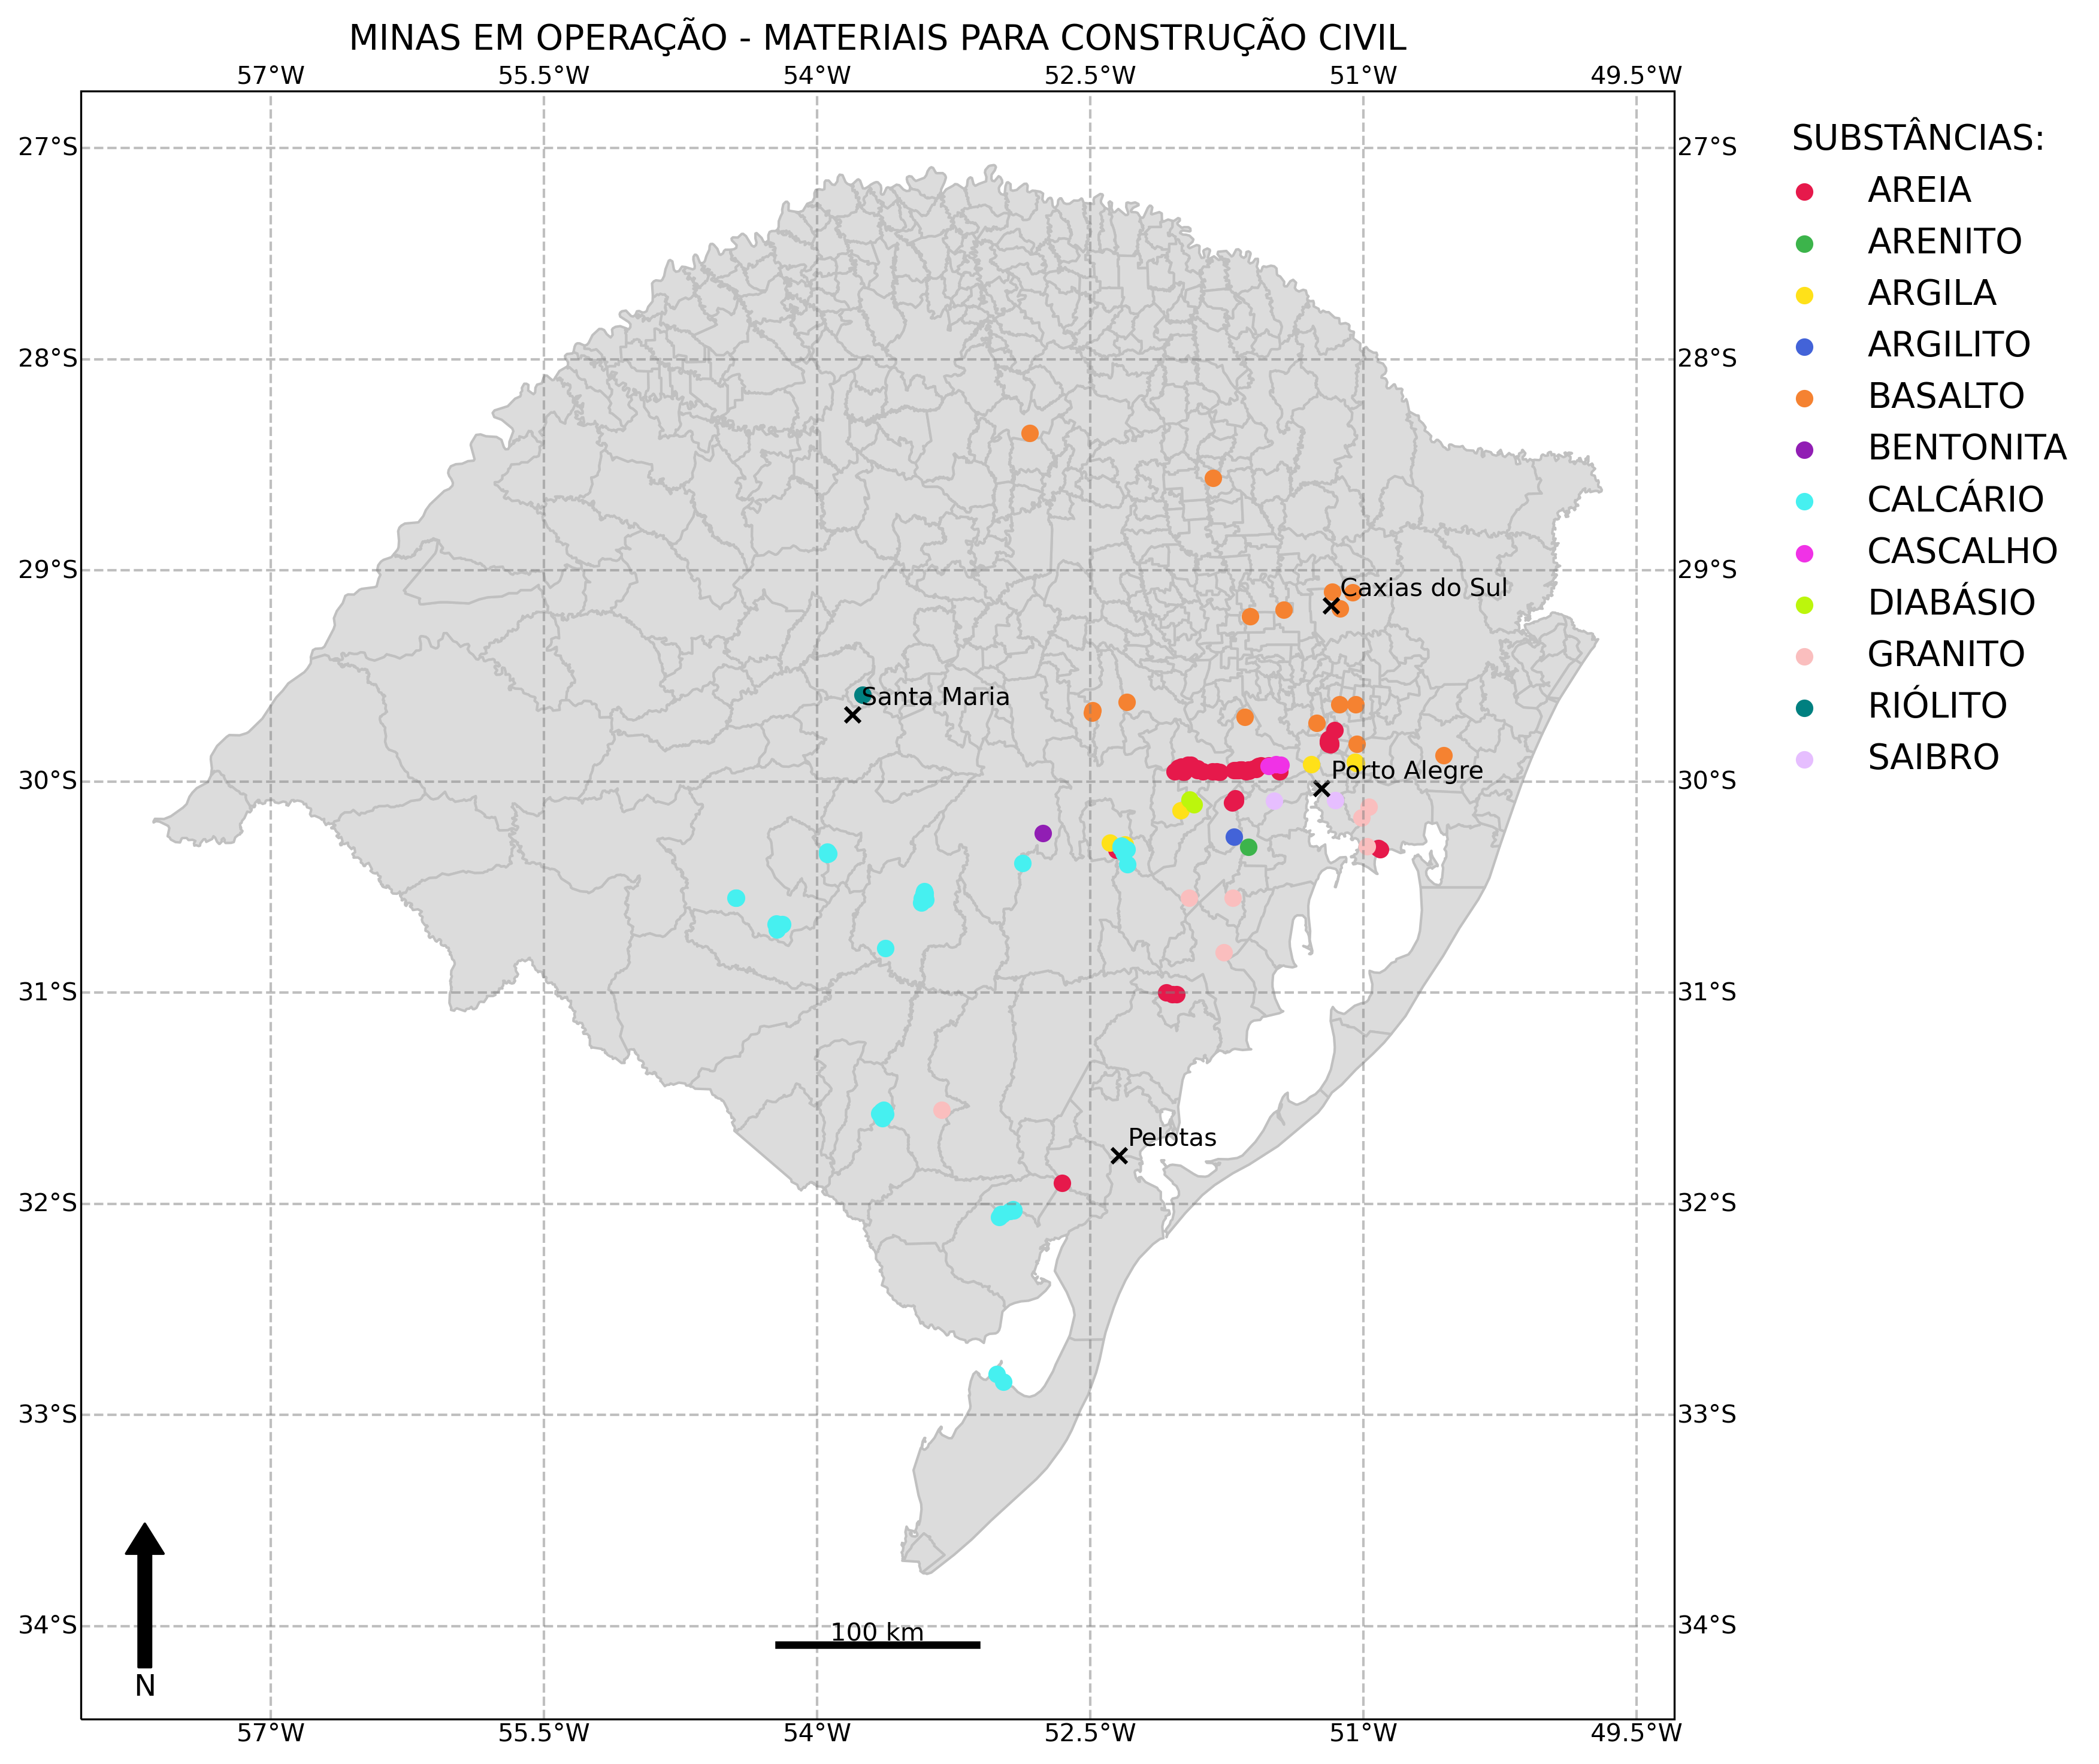 MINAS EM OPERAÇÃO - MATERIAIS PARA CONSTRUÇÃO CIVIL
57°W 55.5°W 54°W 52.5°W 51°W 49.5°W
27°S 27°S
SUBSTÂNCIAS:
AREIA
ARENITO
ARGILA
ARGILITO
BASALTO
BENTONITA
CALCÁRIO
CASCALHO
DIABÁSIO
GRANITO
RIÓLITO
SAIBRO
28°S 28°S
29°S 29°S
Caxias do Sul
Santa Maria
Porto Alegre
30°S 30°S
31°S 31°S
Pelotas
32°S 32°S
33°S 33°S
34°S 34°S
100 km
N
57°W 55.5°W 54°W 52.5°W 51°W 49.5°W